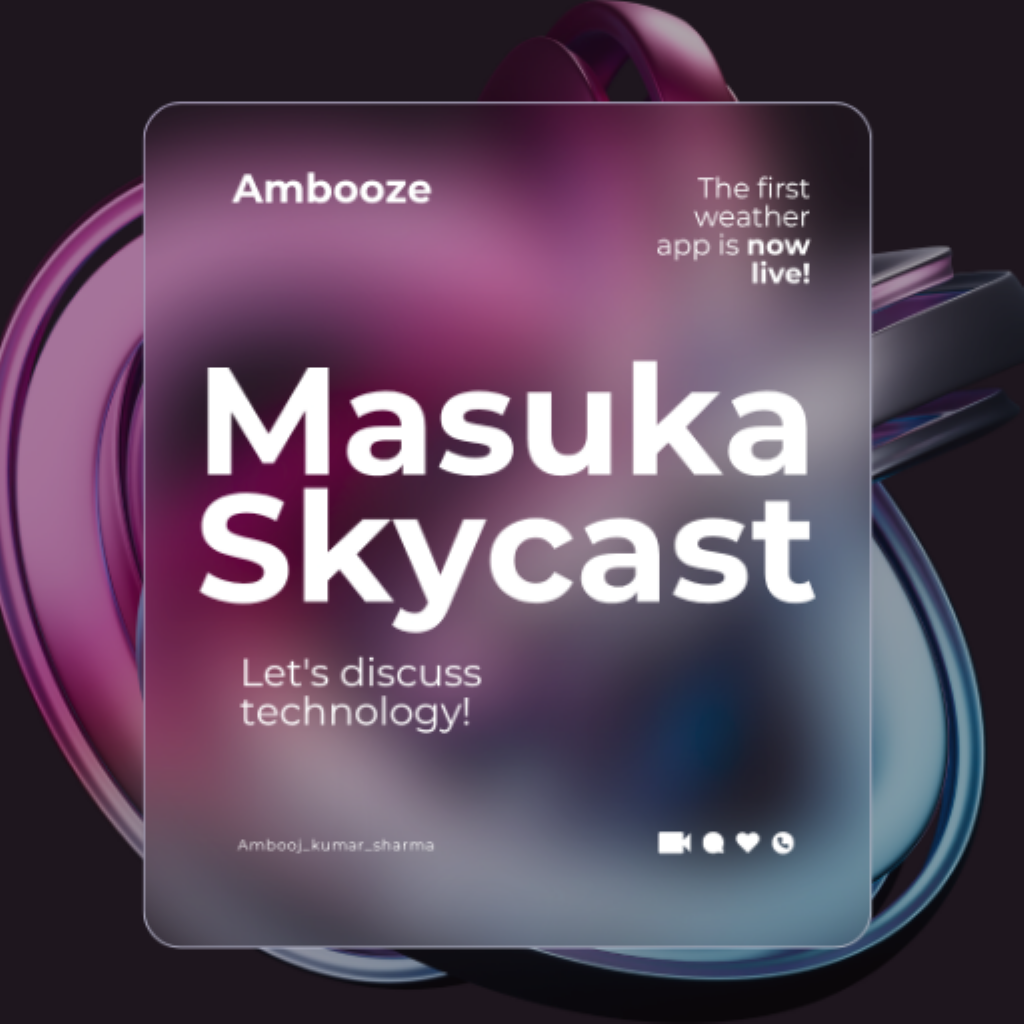 Ambooze
The first
weather
app is now
live!
Masuka
Skycast
Let's discuss
technology!
Ambooj_kumar_sharma